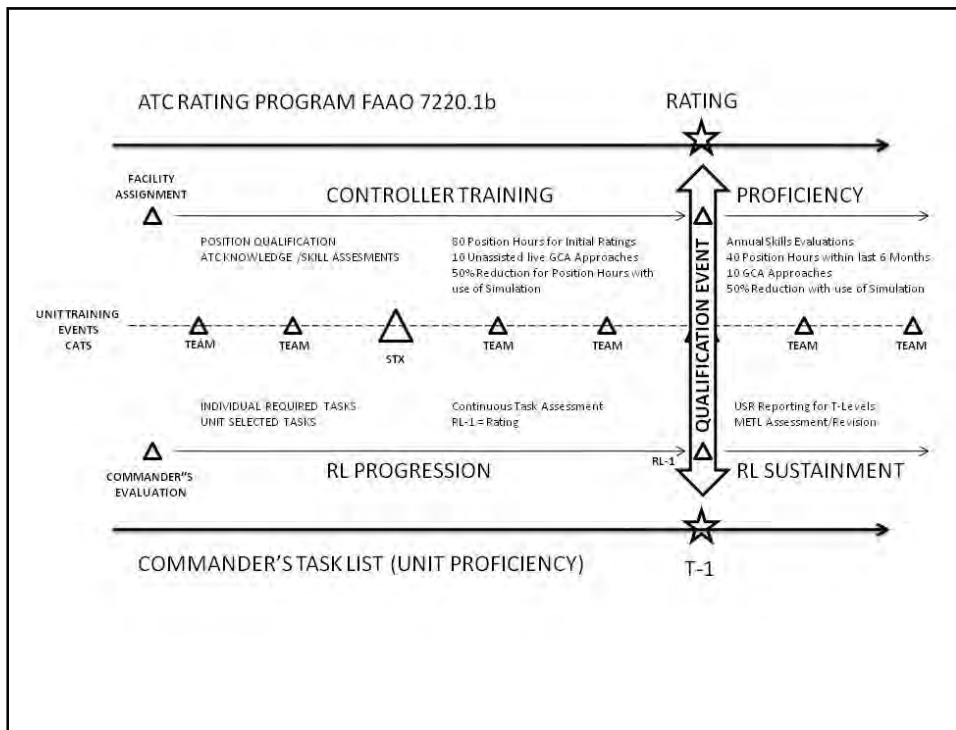 ATC RATING PROGRAM FAAO 7220.1b
RATING
FACILITY
ASSIGNMENT
CONTROLLER TRAINING
PROFICIENCY
POSITION QUALIFICATION
ATC KNOWLEDGE /SKILL ASSESMENTS
80 Position Hours for Initial Ratings
10 Unassisted live GCA Approaches
50% Reduction for Position Hours with
use of Simulation
Annual Skills Evaluations
40 Position Hours within last 6 Months
10 GCA Approaches
50% Reduction with use of Simulation
QUALIFICATION EVENT
UNIT TRAINING
EVENTS
CATS
TEAM
TEAM
STX
TEAM
TEAM
TEAM
TEAM
INDIVIDUAL REQUIRED TASKS
UNIT SELECTED TASKS
Continuous Task Assessment
RL-1 = Rating
USR Reporting for T-Levels
METL Assessment/Revision
RL-1
COMMANDER"S
EVALUATION
RL PROGRESSION
RL SUSTAINMENT
COMMANDER'S TASK LIST (UNIT PROFICIENCY)
T-1